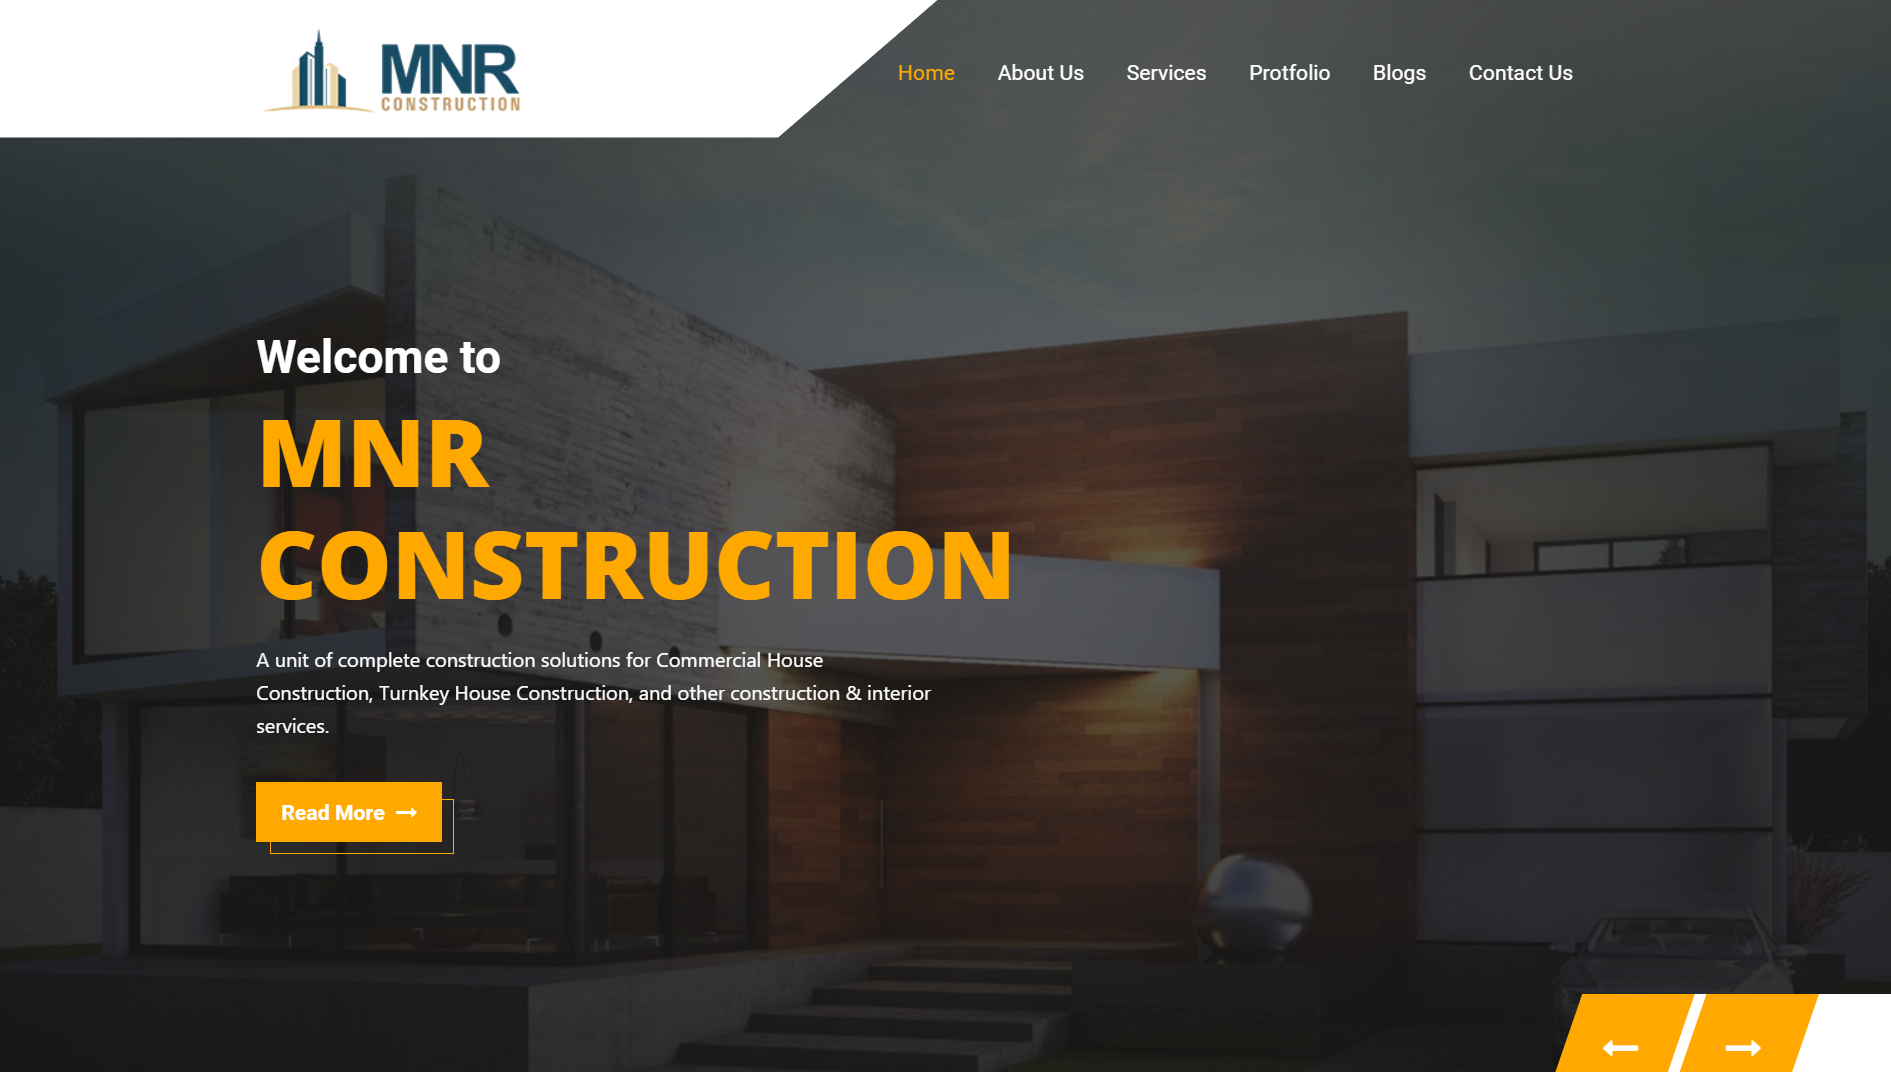 MNR
CONSTRUCTION
Home About Us Services Protfolio Blogs Contact Us
Welcome to
MNR
CONSTRUCTION
A unit of complete construction solutions for Commercial House
Construction, Turnkey House Construction, and other construction & interior
services.
Read More